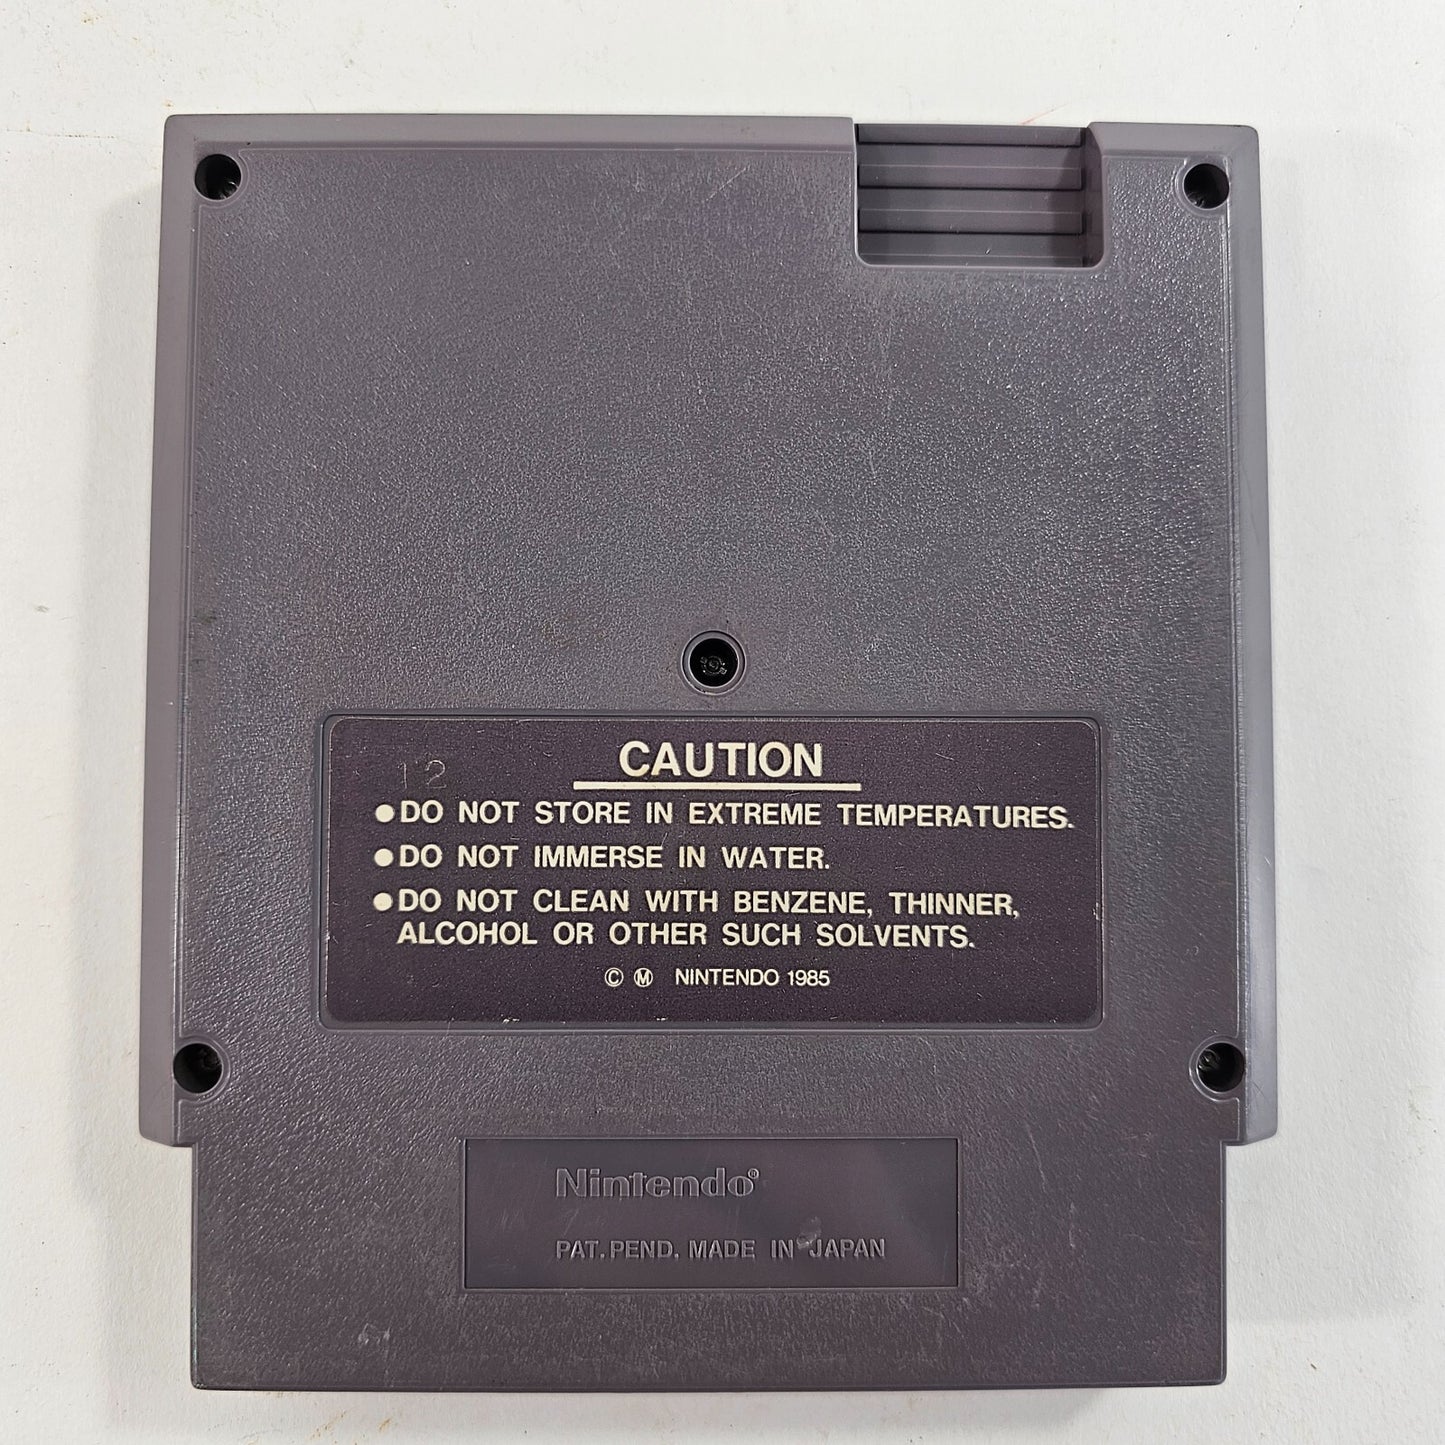 CAUTION
12
●DO NOT STORE IN EXTREME TEMPERATURES.
●DO NOT IMMERSE IN WATER.
●DO NOT CLEAN WITH BENZENE, THINNER,
ALCOHOL OR OTHER SUCH SOLVENTS.
© Ⓜ NINTENDO 1985
Nintendo®
PAT. PEND. MADE IN JAPAN